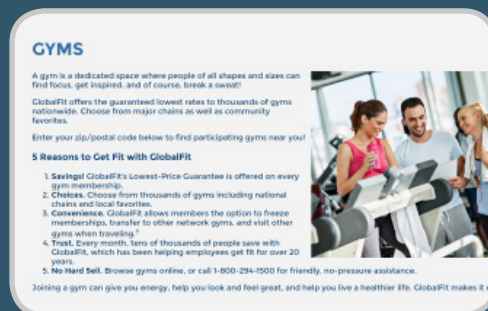 GYMS
A gym is a dedicated space where people of all shapes and sizes can
find focus, get inspired, and of course, break a sweat!
GlobalFit offers the guaranteed lowest rates to thousands of gyms
nationwide. Choose from major chains as well as community
favorites.
Enter your zip/postal code below to find participating gyms near you!
5 Reasons to Get Fit with GlobalFit
1. Savings! GlobalFit's Lowest-Price Guarantee is offered on every
gym membership.
2. Choices. Choose from thousands of gyms including national
chains and local favorites.
3. Convenience. GlobalFit allows members the option to freeze
memberships, transfer to other network gyms, and visit other
gyms when traveling.†
4. Trust. Every month, tens of thousands of people save with
GlobalFit, which has been helping employees get fit for over 20
years.
5. No Hard Sell. Browse gyms online, or call 1-800-294-1500 for friendly, no-pressure assistance.
Joining a gym can give you energy, help you look and feel great, and help you live a healthier life. GlobalFit makes it